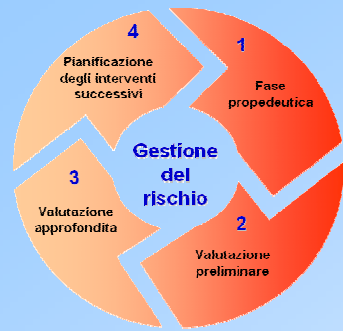 Gestione
del
rischio
1
Fase
propedeutica
2
Valutazione
preliminare
3
Valutazione
approfondita
4
Pianificazione
degli interventi
successivi